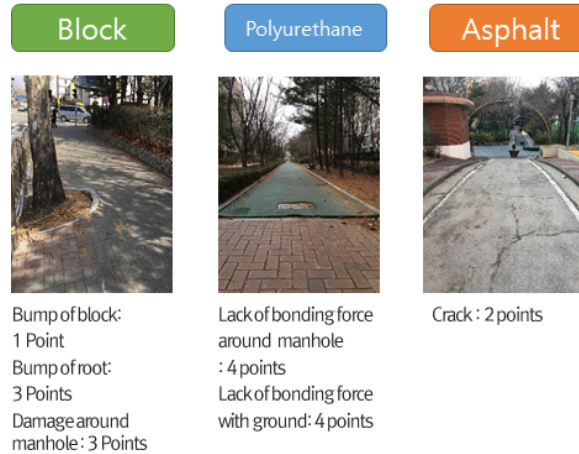 Block
Polyurethane
Asphalt
Bump of block:
1 Point
Bump of root:
3 Points
Damage around
manhole : 3 Points
Lack of bonding force
around manhole
: 4 points
Lack of bonding force
with ground: 4 points
Crack : 2 points